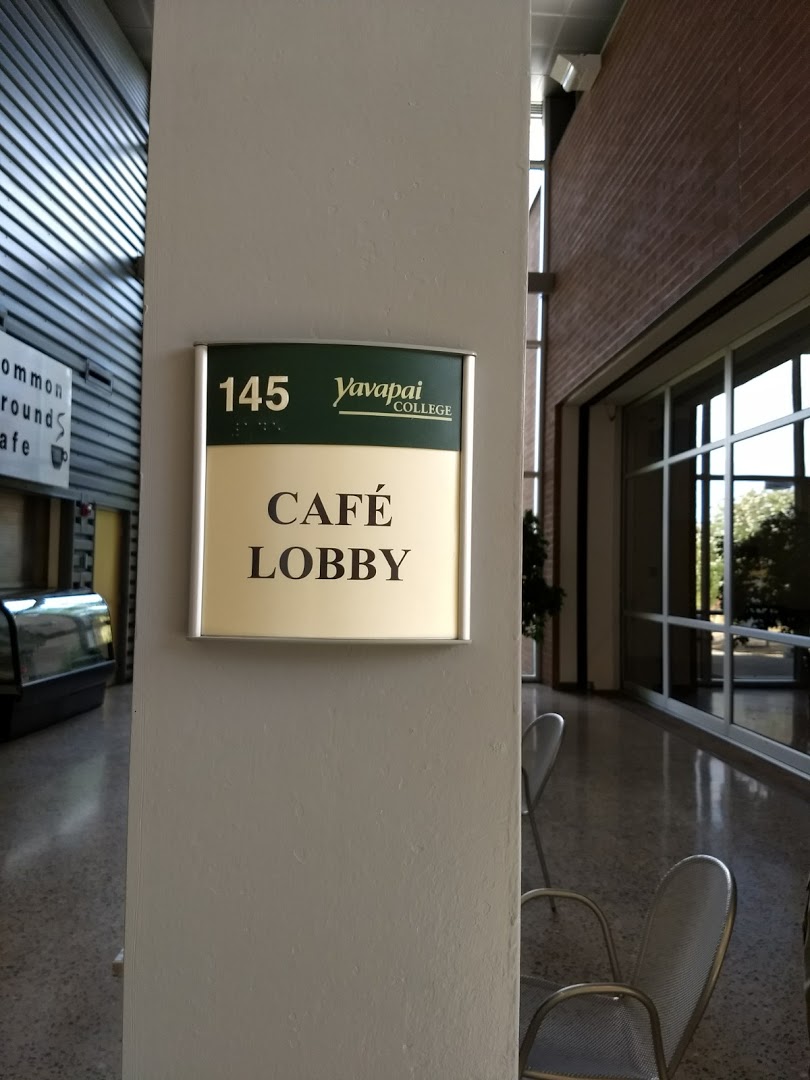 145
Yavapai
COLLEGE
CAFÉ
LOBBY
ommon
round
afe